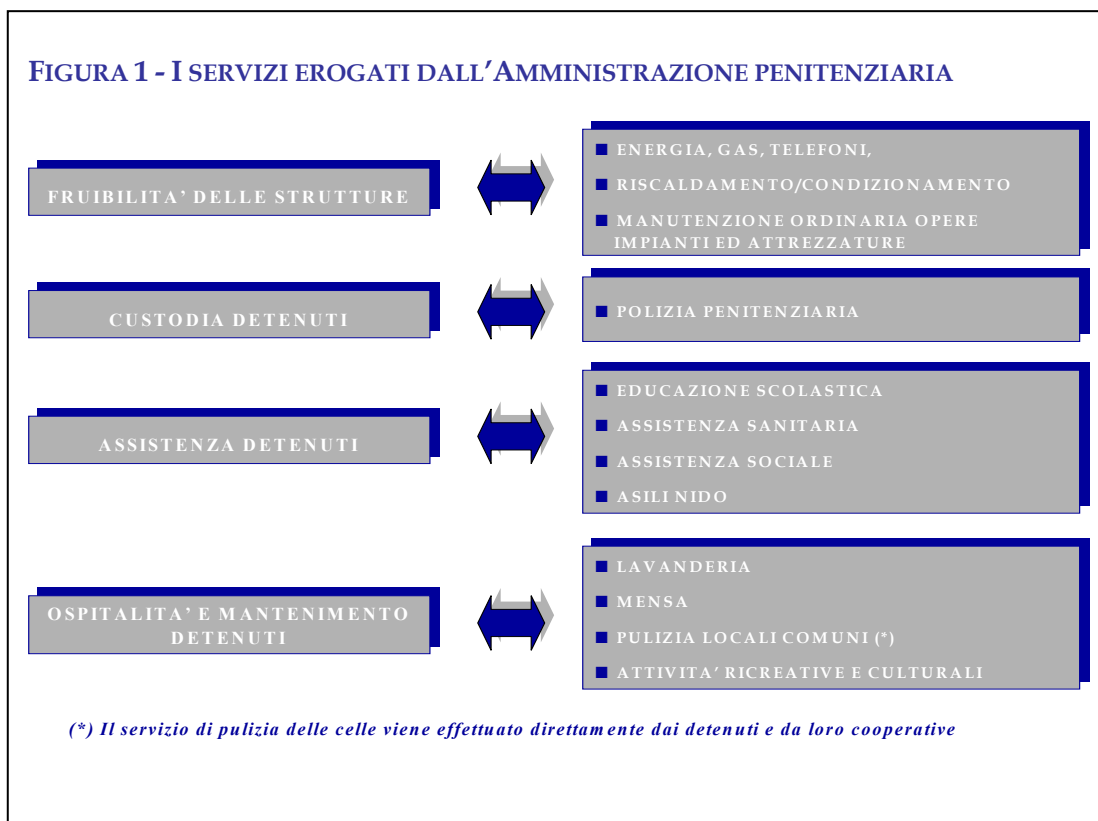 FIGURA 1 - I SERVIZI EROGATI DALL'AMMINISTRAZIONE PENITENZIARIA
FRUIBILITA' DELLE STRUTTURE
■ ENERGIA, GAS, TELEFONI,
■ RISCALDAMENTO/CONDIZIONAMENTO
■ MANUTENZIONE ORDINARIA OPERE
IMPIANTI ED ATTREZZATURE
CUSTODIA DETENUTI
■ POLIZIA PENITENZIARIA
ASSISTENZA DETENUTI
■ EDUCAZIONE SCOLASTICA
■ ASSISTENZA SANITARIA
■ ASSISTENZA SOCIALE
■ ASILI NIDO
OSPITALITA' E MANTENIMENTO
DETENUTI
■ LAVANDERIA
■ MENSA
■ PULIZIA LOCALI COMUNI (*)
■ ATTIVITA' RICREATIVE E CULTURALI
(*) Il servizio di pulizia delle celle viene effettuato direttamente dai detenuti e da loro cooperative